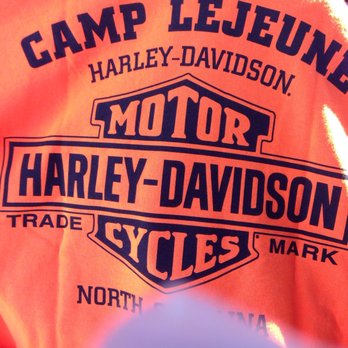 CAMP LEJEUNE
HARLEY-DAVIDSON.
MOTOR
HARLEY-DAVIDSON
TRADE MARK
CYCLES
NORTH